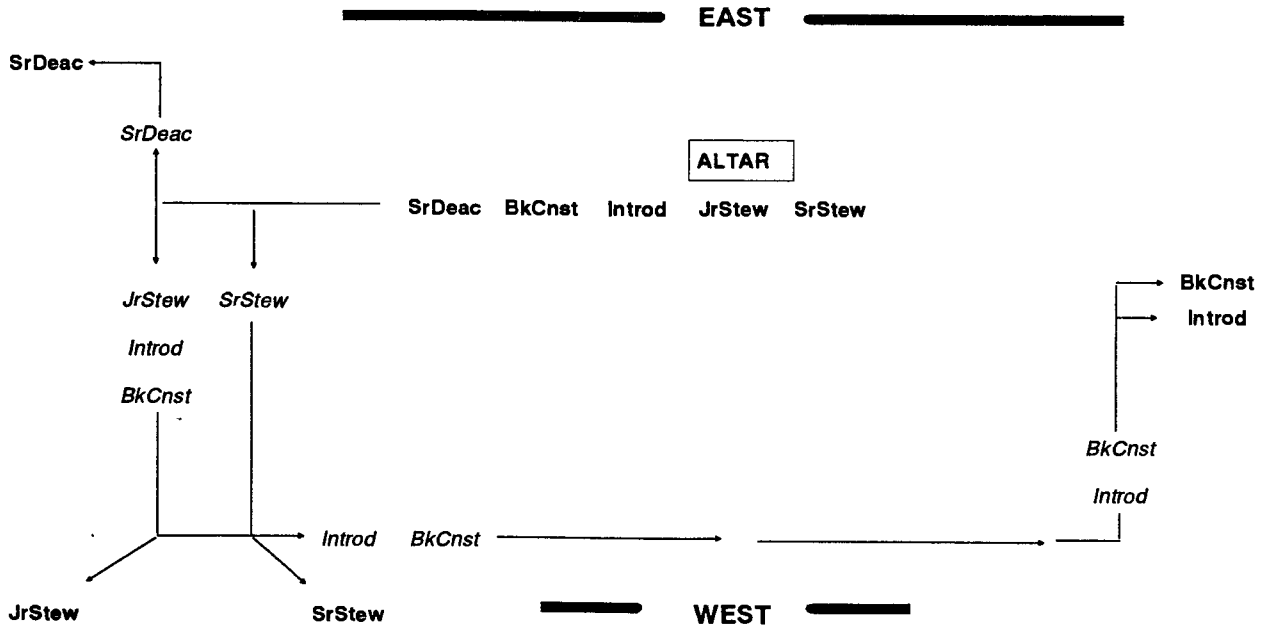 EAST
SrDeac
SrDeac
ALTAR
SrDeac BkCnst Introd JrStew SrStew
BkCnst
JrStew SrStew
Introd
Introd
BkCnst
BkCnst
Introd
Introd BkCnst
JrStew SrStew WEST